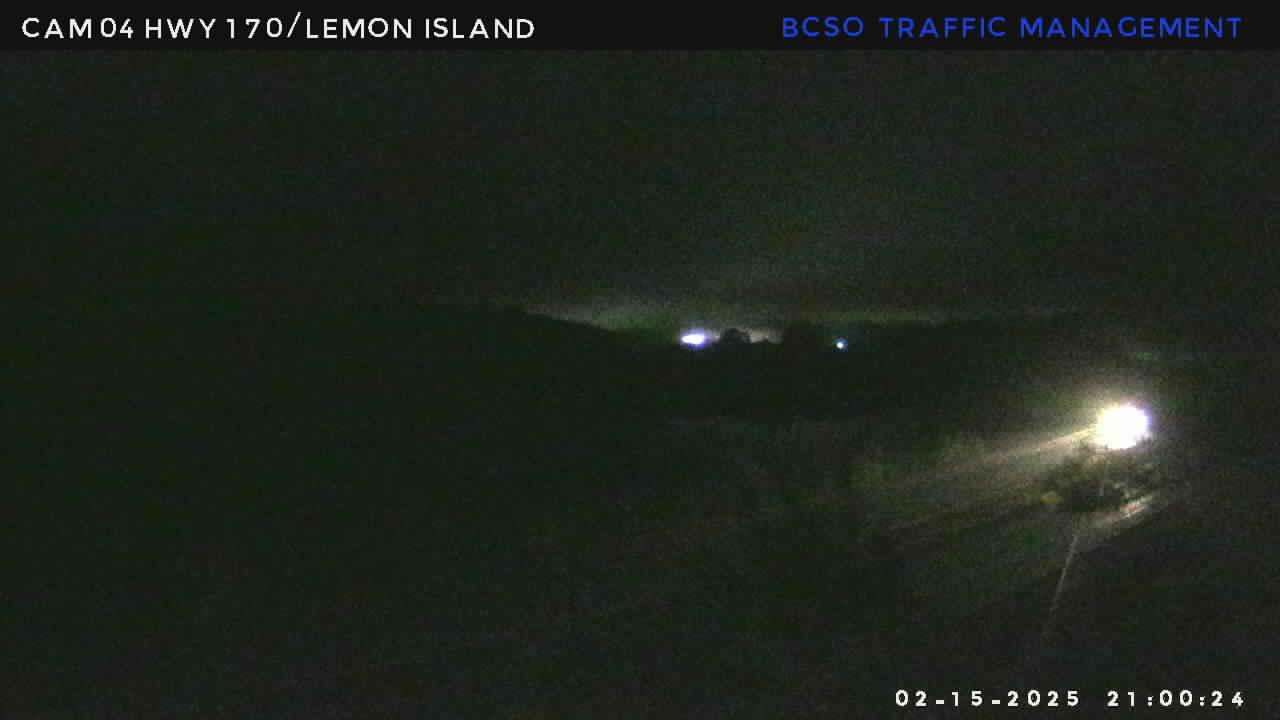 CAM04 HWY 170/LEMON ISLAND
BCSO TRAFFIC MANAGEMENT
02-15-2025 21:00:24